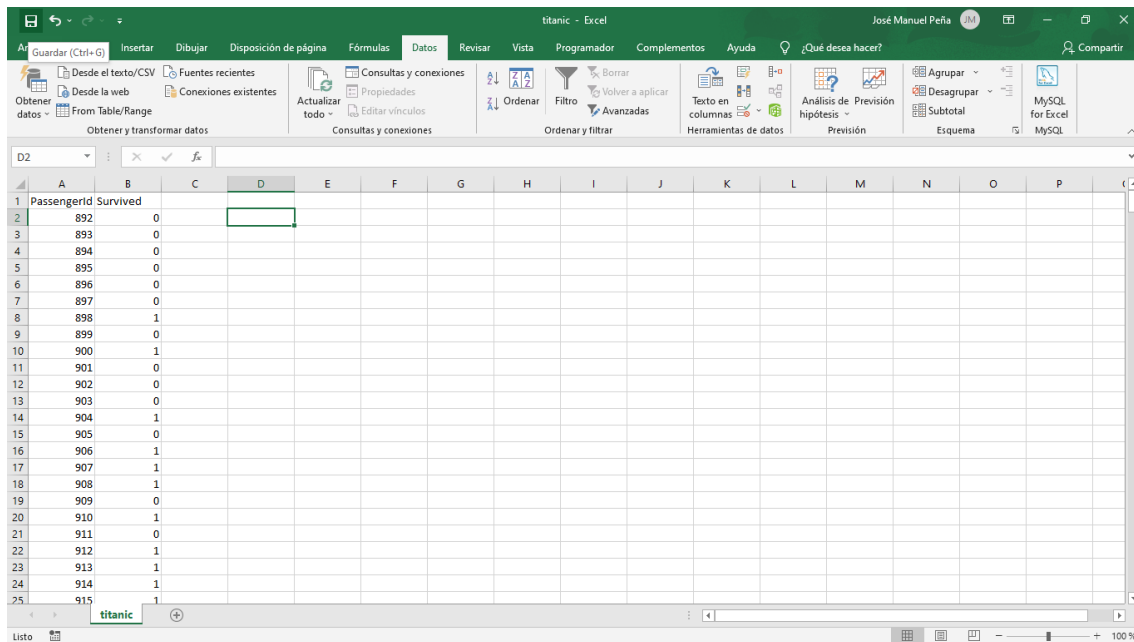 titanic - Excel
José Manuel Peña JM
Ar Insertar Dibujar Disposición de página Fórmulas Datos Revisar Vista Programador Complementos Ayuda ¿Qué desea hacer? Compartir
Guardar (Ctrl+G)
Desde el texto/CSV Fuentes recientes
Desde la web Conexiones existentes
From Table/Range
Obtener datos
Obtener y transformar datos
Actualizar todo
Consultas y conexiones
Propiedades
Editar vínculos
Consultas y conexiones
Ordenar
Filtro
Borrar
Volver a aplicar
Avanzadas
Ordenar y filtrar
Texto en columnas
Herramientas de datos
Análisis de hipótesis
Previsión
Previsión
Agrupar
Desagrupar
Subtotal
Esquema
MySQL for Excel
MySQL
D2 fx
A B C D E F G H I J K L M N O P
1 PassengerId Survived
2 892 0
3 893 0
4 894 0
5 895 0
6 896 0
7 897 0
8 898 1
9 899 0
10 900 1
11 901 0
12 902 0
13 903 0
14 904 1
15 905 0
16 906 1
17 907 1
18 908 1
19 909 0
20 910 1
21 911 0
22 912 1
23 913 1
24 914 1
25 915 1
titanic
Listo 100 %